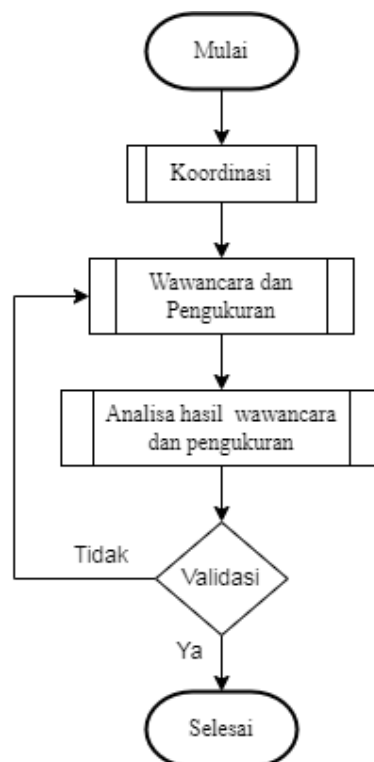 Mulai
Koordinasi
Wawancara dan
Pengukuran
Analisa hasil wawancara
dan pengukuran
Tidak
Validasi
Ya
Selesai